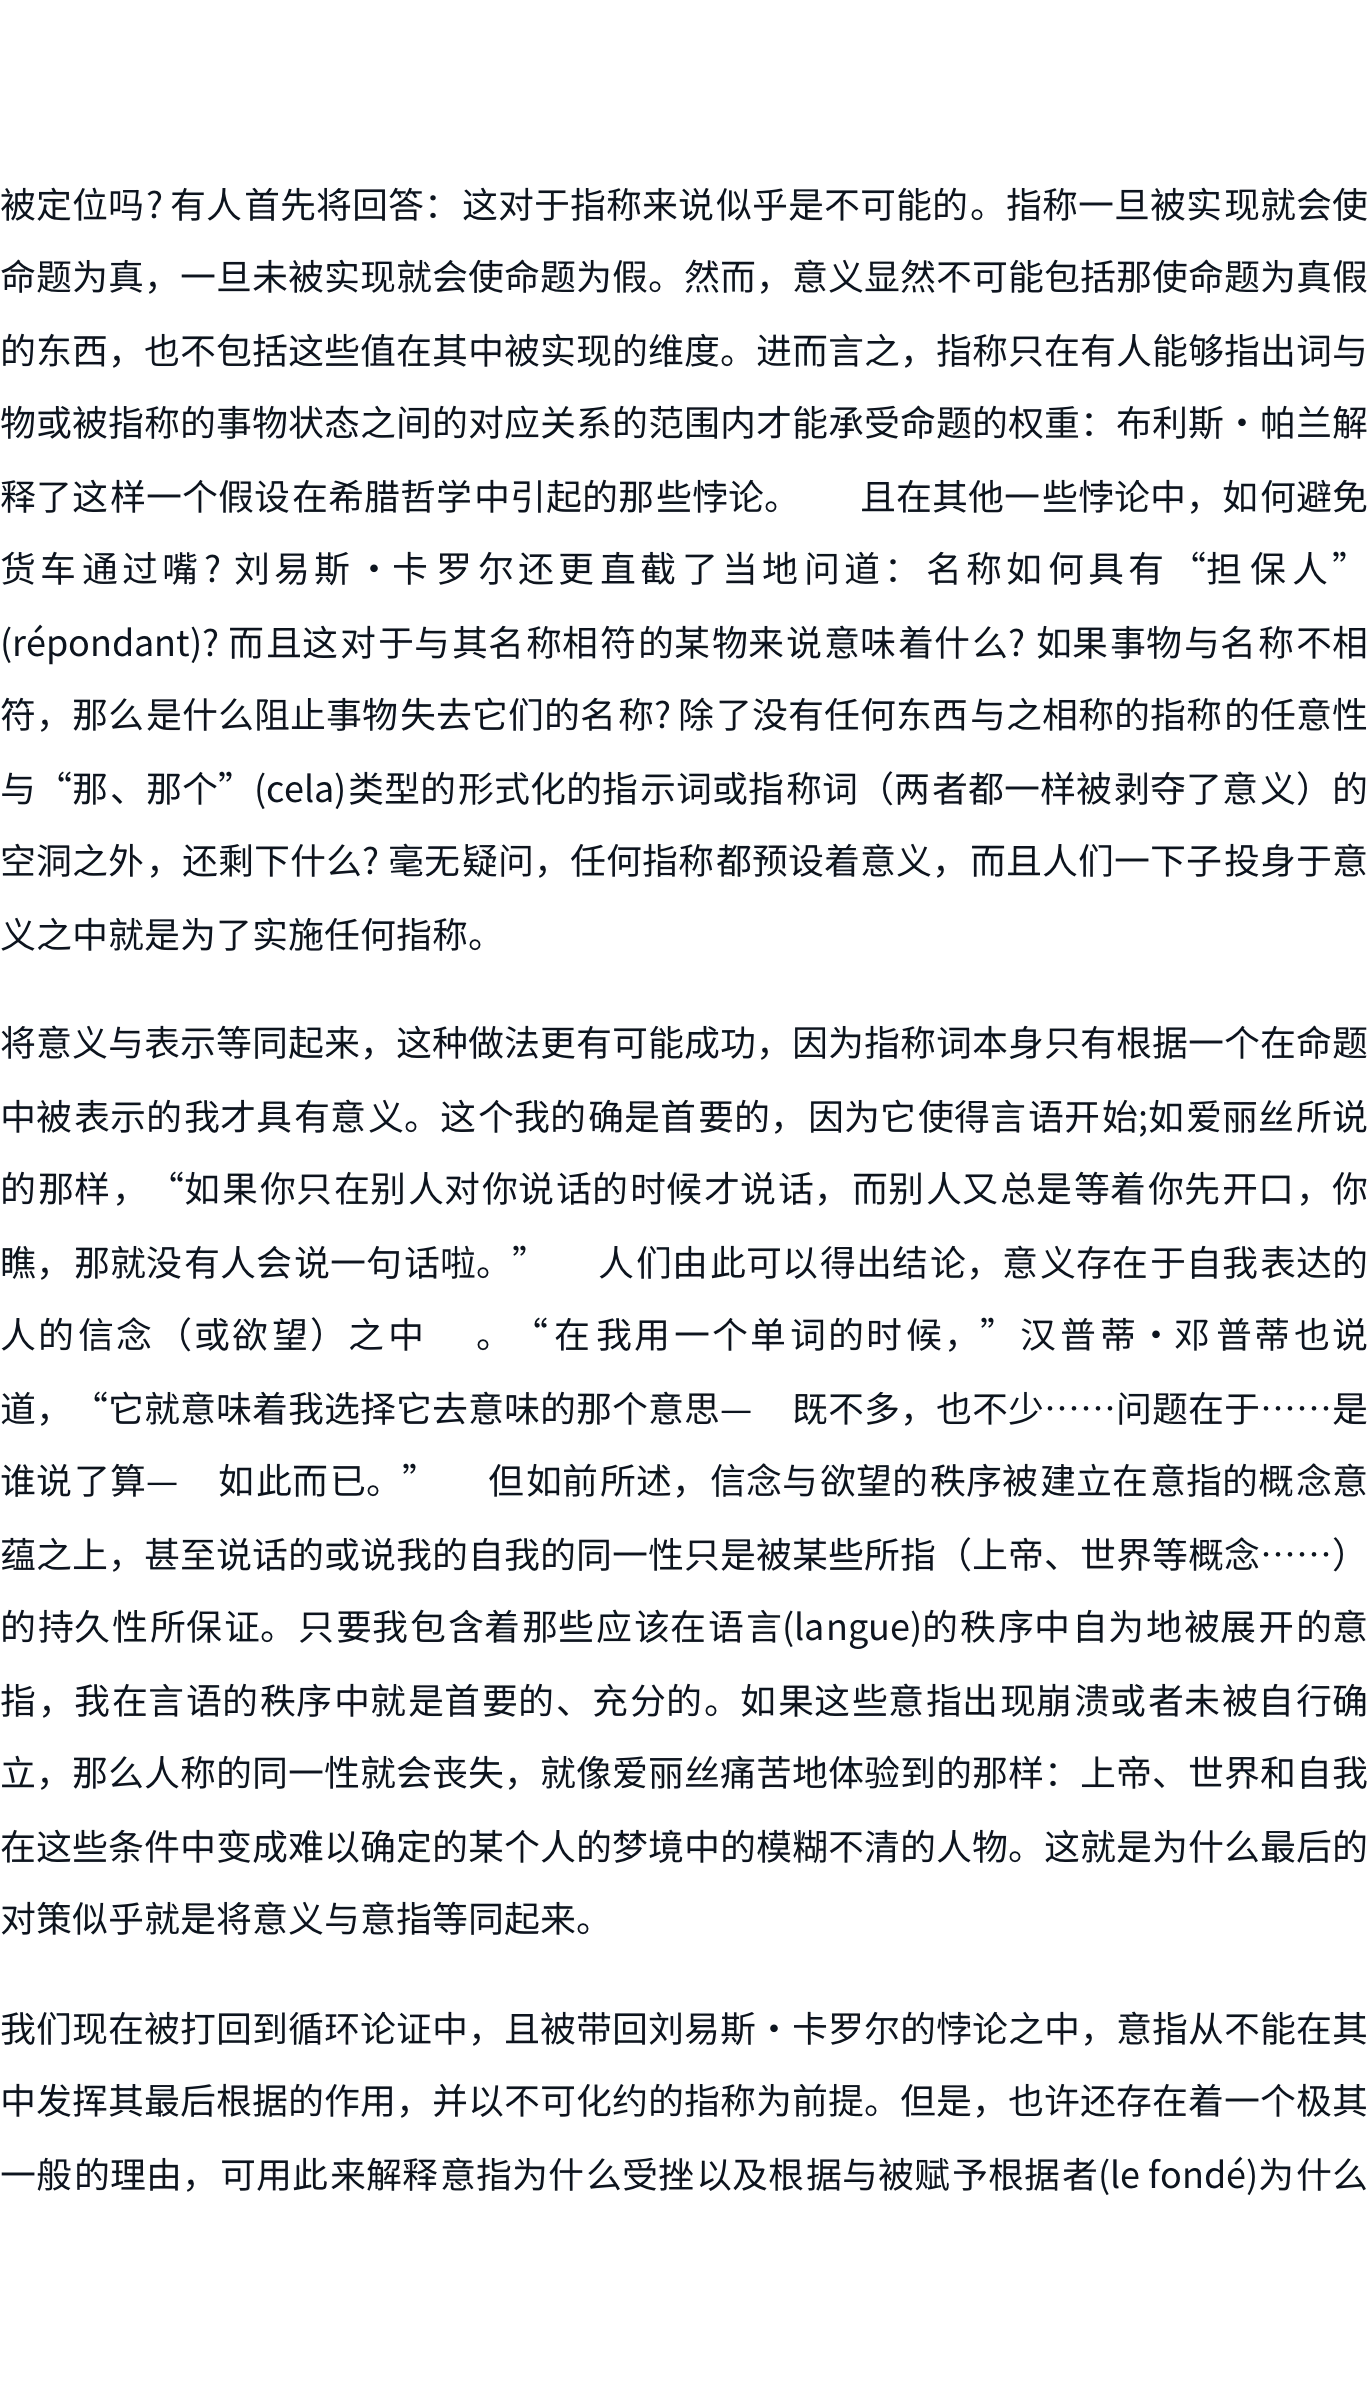 被定位吗? 有人首先将回答：这对于指称来说似乎是不可能的。指称一旦被实现就会使
命题为真，一旦未被实现就会使命题为假。然而，意义显然不可能包括那使命题为真假
的东西，也不包括这些值在其中被实现的维度。进而言之，指称只在有人能够指出词与
物或被指称的事物状态之间的对应关系的范围内才能承受命题的权重：布利斯·帕兰解
释了这样一个假设在希腊哲学中引起的那些悖论。 且在其他一些悖论中，如何避免
货车通过嘴? 刘易斯·卡罗尔还更直截了当地问道：名称如何具有“担保人”
(répondant)? 而且这对于与其名称相符的某物来说意味着什么? 如果事物与名称不相
符，那么是什么阻止事物失去它们的名称? 除了没有任何东西与之相称的指称的任意性
与“那、那个”(cela)类型的形式化的指示词或指称词（两者都一样被剥夺了意义）的
空洞之外，还剩下什么? 毫无疑问，任何指称都预设着意义，而且人们一下子投身于意
义之中就是为了实施任何指称。
将意义与表示等同起来，这种做法更有可能成功，因为指称词本身只有根据一个在命题
中被表示的我才具有意义。这个我的确是首要的，因为它使得言语开始;如爱丽丝所说
的那样，“如果你只在别人对你说话的时候才说话，而别人又总是等着你先开口，你
瞧，那就没有人会说一句话啦。” 人们由此可以得出结论，意义存在于自我表达的
人的信念（或欲望）之中 。“在我用一个单词的时候，”汉普蒂·邓普蒂也说
道，“它就意味着我选择它去意味的那个意思— 既不多，也不少……问题在于……是
谁说了算— 如此而已。” 但如前所述，信念与欲望的秩序被建立在意指的概念意
蕴之上，甚至说话的或说我的自我的同一性只是被某些所指（上帝、世界等概念……）
的持久性所保证。只要我包含着那些应该在语言(langue)的秩序中自为地被展开的意
指，我在言语的秩序中就是首要的、充分的。如果这些意指出现崩溃或者未被自行确
立，那么人称的同一性就会丧失，就像爱丽丝痛苦地体验到的那样：上帝、世界和自我
在这些条件中变成难以确定的某个人的梦境中的模糊不清的人物。这就是为什么最后的
对策似乎就是将意义与意指等同起来。
我们现在被打回到循环论证中，且被带回刘易斯·卡罗尔的悖论之中，意指从不能在其
中发挥其最后根据的作用，并以不可化约的指称为前提。但是，也许还存在着一个极其
一般的理由，可用此来解释意指为什么受挫以及根据与被赋予根据者(le fondé)为什么